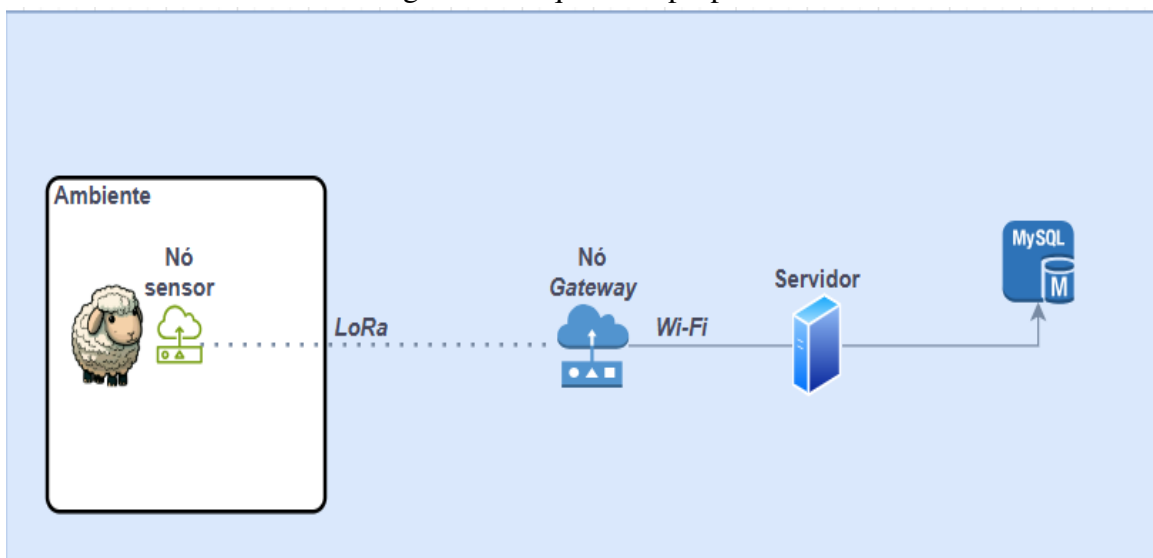 Ambiente
Nó
sensor
LoRa
Nó
Gateway
Wi-Fi
Servidor
MySQL
M